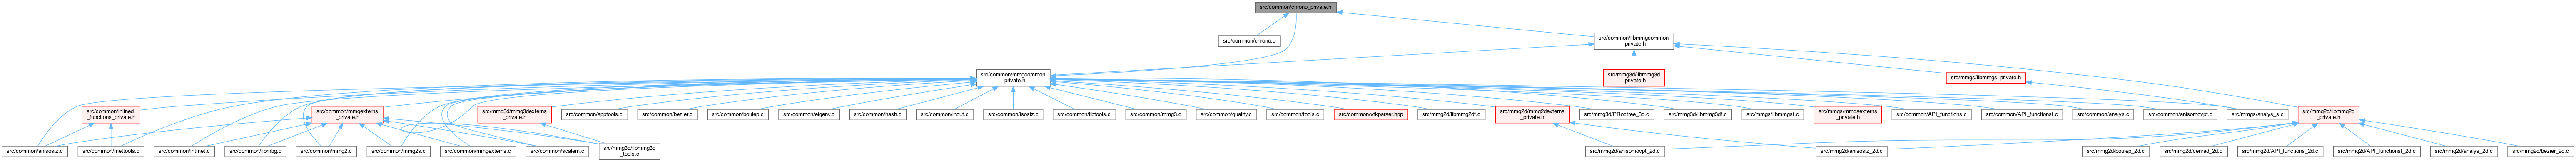 src/common/chrono_private.h
src/common/chrono.c
src/common/libmmgcommon
_private.h
src/common/mmgcommon
_private.h
src/mmg3d/libmmg3d
_private.h
src/mmgs/libmmgs_private.h
src/common/inlined
_functions_private.h
src/common/mmgexterns
_private.h
src/mmg3d/mmg3dexterns
_private.h
src/common/apptools.c
src/common/bezier.c
src/common/boulep.c
src/common/eigenv.c
src/common/hash.c
src/common/inout.c
src/common/isosiz.c
src/common/libtools.c
src/common/mmg3.c
src/common/quality.c
src/common/tools.c
src/common/vtkparser.hpp
src/mmg2d/libmmg2df.c
src/mmg2d/mmg2dexterns
_private.h
src/mmg3d/PRoctree_3d.c
src/mmg3d/libmmg3df.c
src/mmgs/libmmgsf.c
src/mmgs/mmgsexterns
_private.h
src/common/API_functions.c
src/common/API_functionsf.c
src/common/analys.c
src/common/anisomovpt.c
src/mmgs/analys_s.c
src/mmg2d/libmmg2d
_private.h
src/common/anisosiz.c
src/common/mettools.c
src/common/intmet.c
src/common/libmbg.c
src/common/mmg2.c
src/common/mmg2s.c
src/common/mmgexterns.c
src/common/scalem.c
src/mmg3d/libmmg3d
_tools.c
src/mmg2d/anisomovpt_2d.c
src/mmg2d/anisosiz_2d.c
src/mmg2d/boulep_2d.c
src/mmg2d/cenrad_2d.c
src/mmg2d/API_functions_2d.c
src/mmg2d/API_functionsf_2d.c
src/mmg2d/analys_2d.c
src/mmg2d/bezier_2d.c